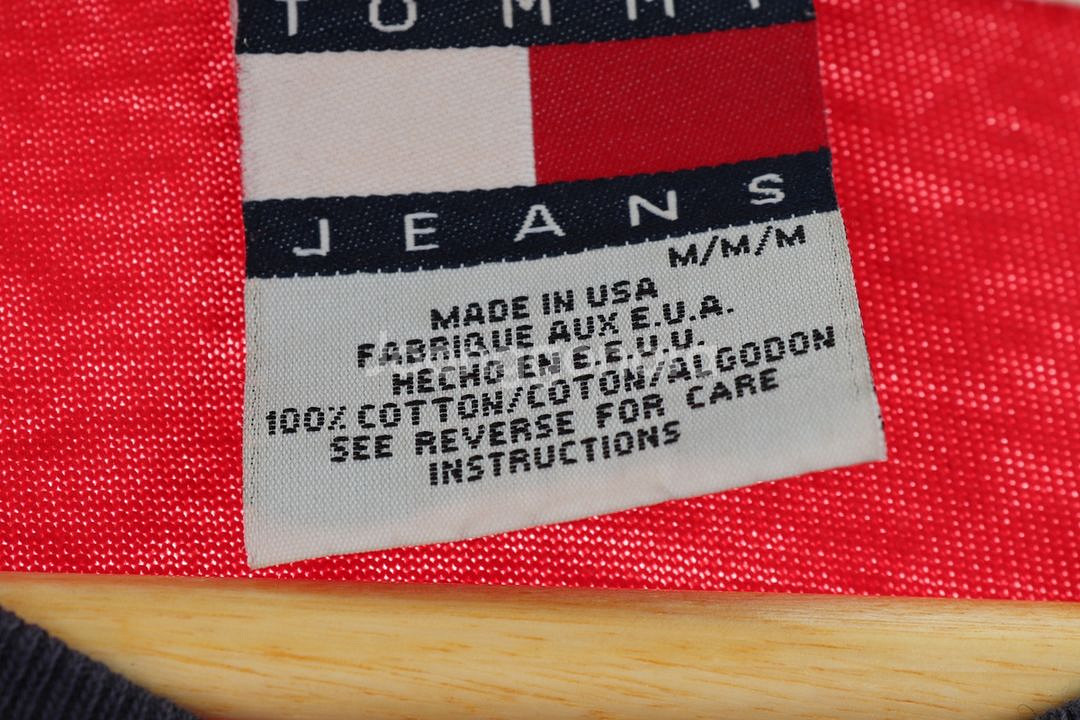 TOMMY
JEANS
M/M/M
MADE IN USA
FABRIQUE AUX E.U.A.
HECHO EN E.E.U.U.
100% COTTON/COTON/ALGODON
SEE REVERSE FOR CARE
INSTRUCTIONS